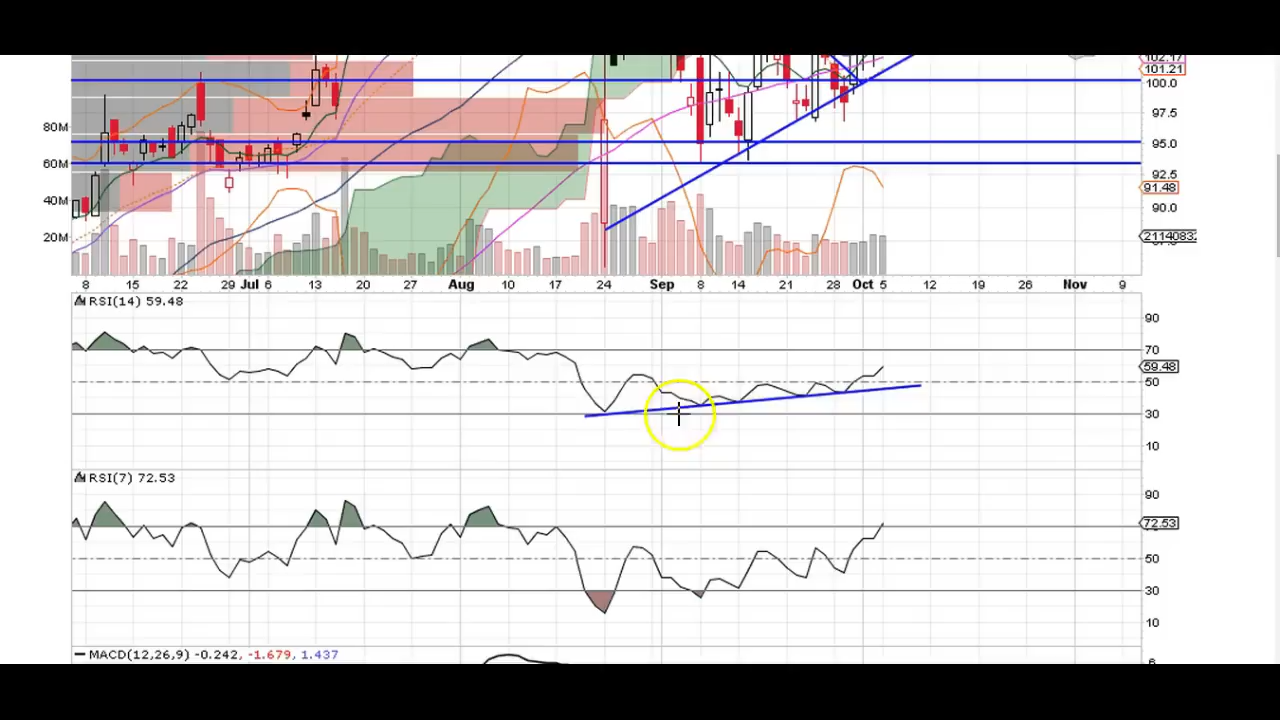 102.17
101.21
100.0
97.5
80M 95.0
60M
92.5
91.48
40M 90.0
20M 21140832
8 15 22 29 Jul 6 13 20 27 Aug 10 17 24 Sep 8 14 21 28 Oct 5 12 19 26 Nov 9
RSI(14) 59.48
90
70
59.48
50
30
10
RSI(7) 72.53
90
72.53
50
30
10
MACD(12,26,9) -0.242, -1.679, 1.437